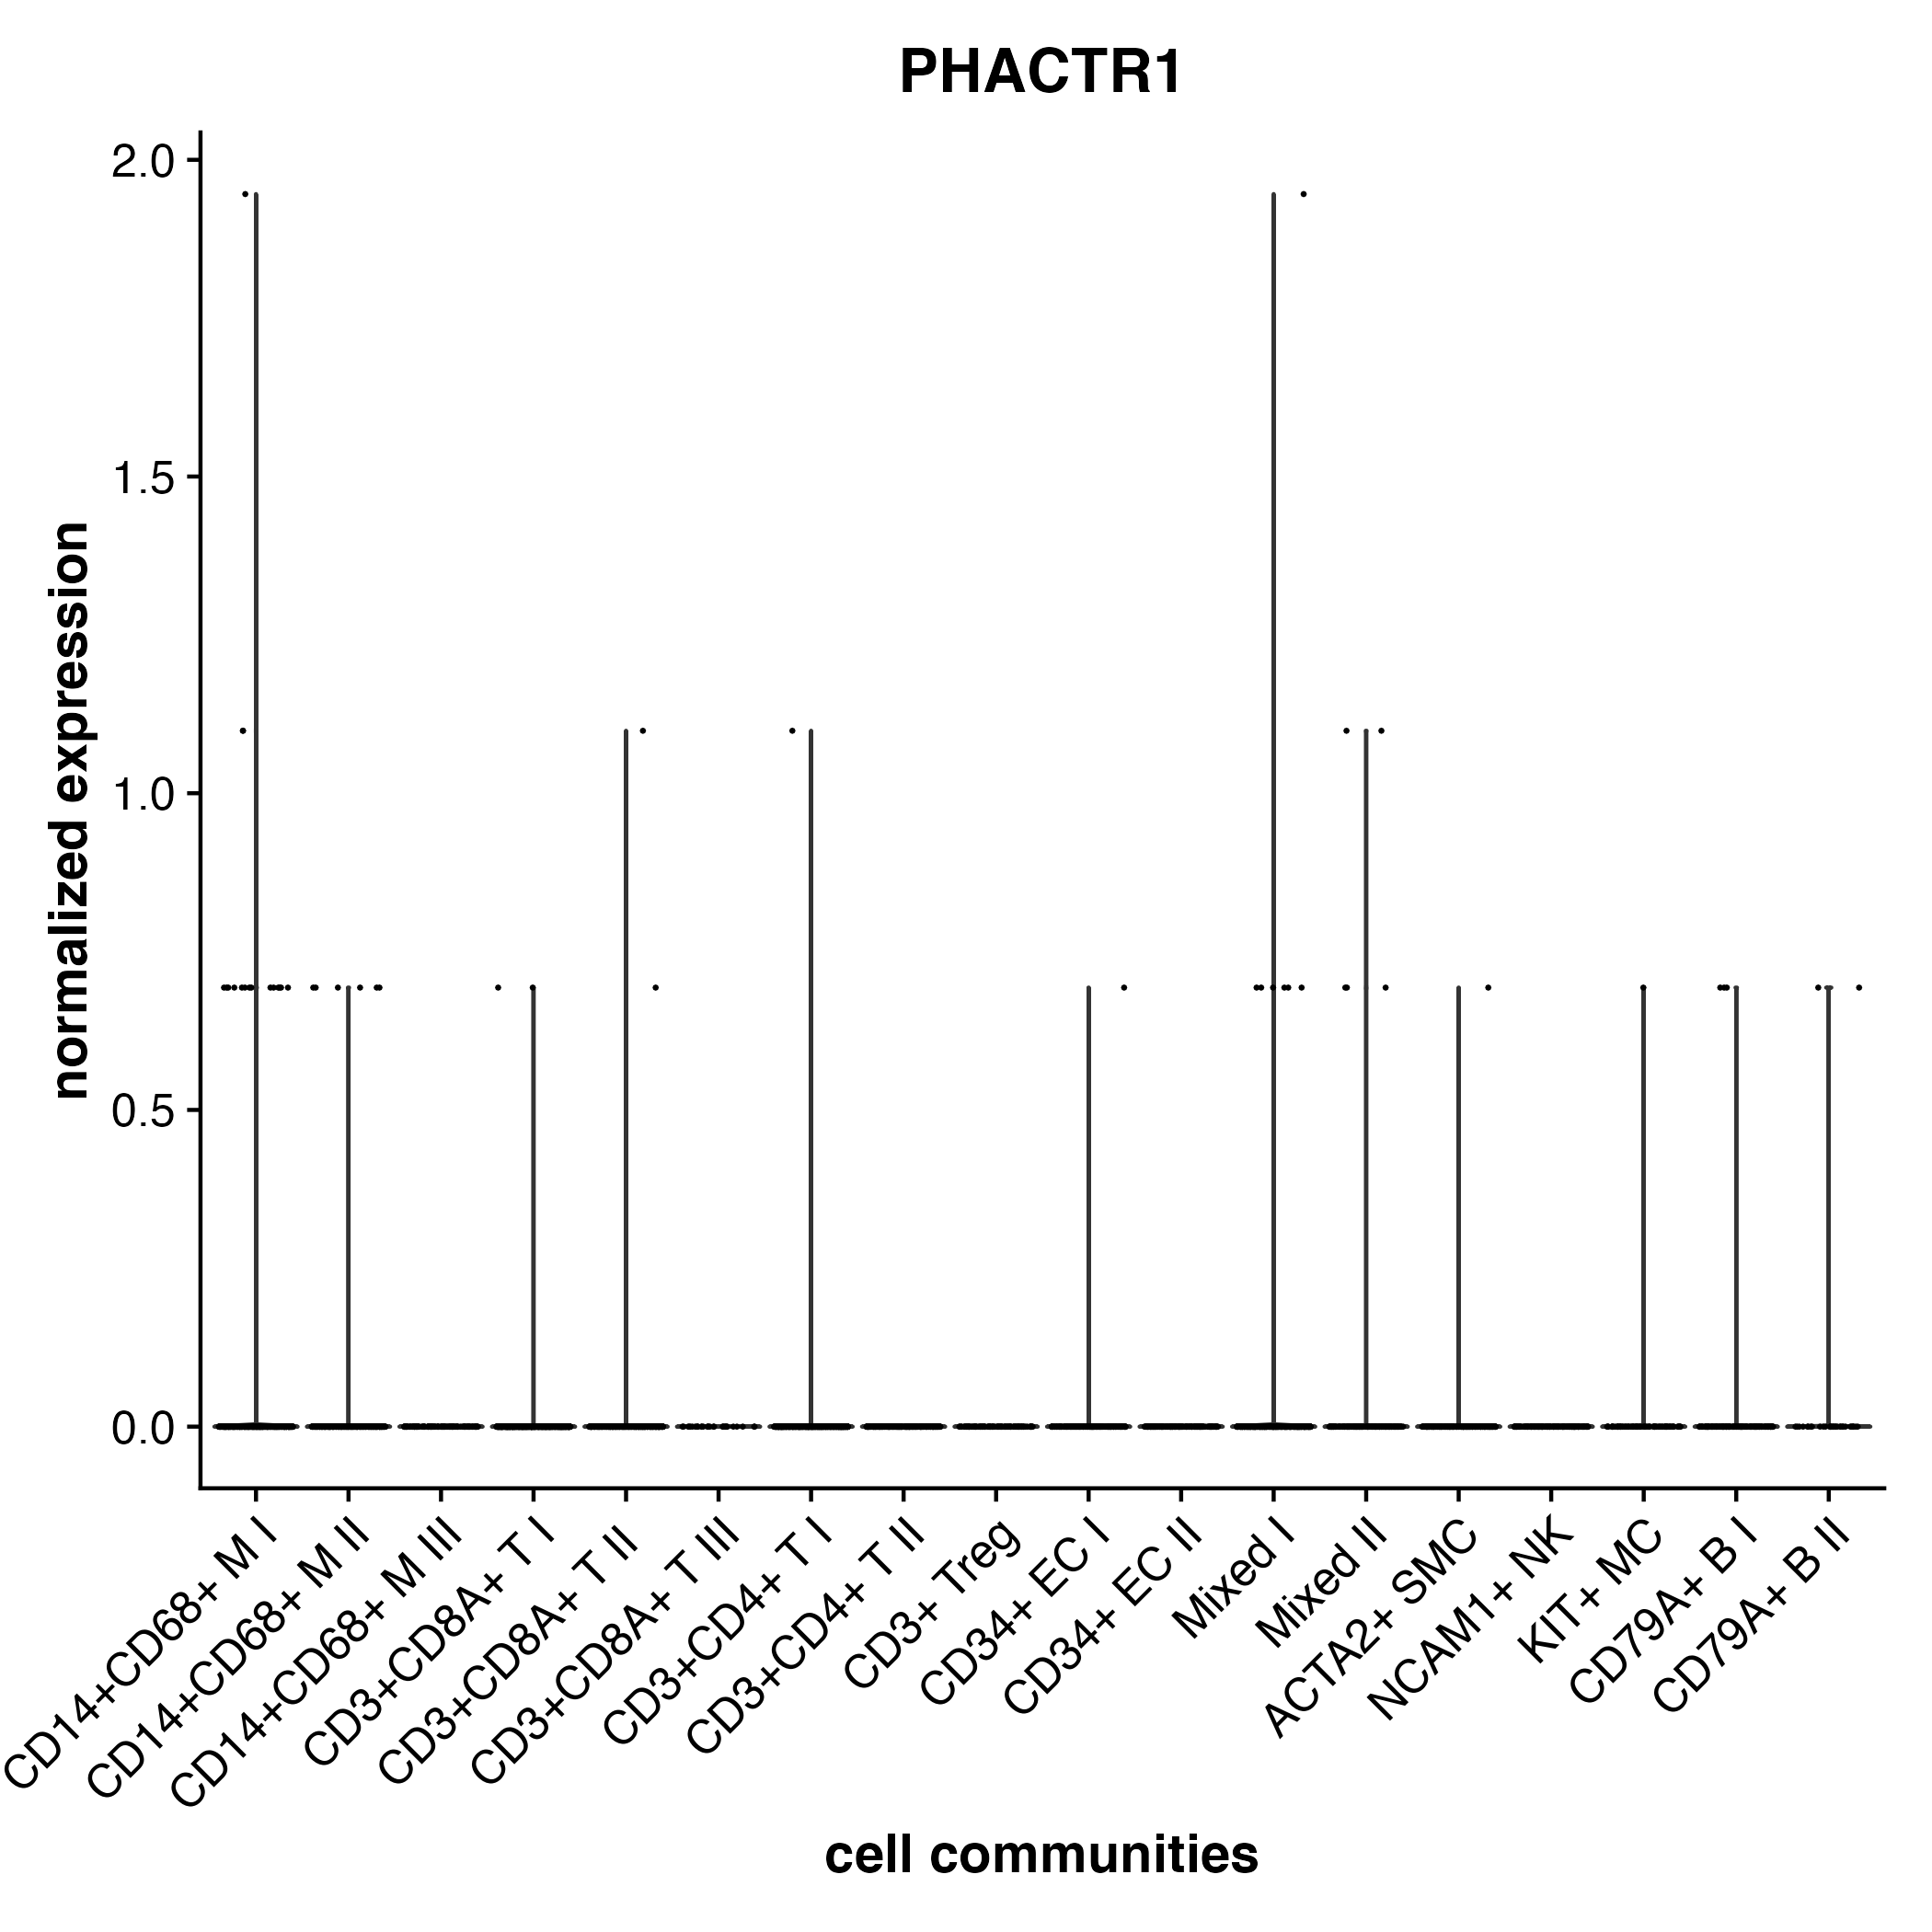 PHACTR1
2.0
1.5
1.0
0.5
0.0
normalized expression
CD14+CD68+ M I
CD14+CD68+ M II
CD14+CD68+ M III
CD3+CD8A+ T I
CD3+CD8A+ T II
CD3+CD8A+ T III
CD3+CD4+ T I
CD3+CD4+ T II
CD3+ Treg
CD34+ EC I
CD34+ EC II
Mixed I
Mixed II
ACTA2+ SMC
NCAM1+ NK
KIT+ MC
CD79A+ B I
CD79A+ B II
cell communities